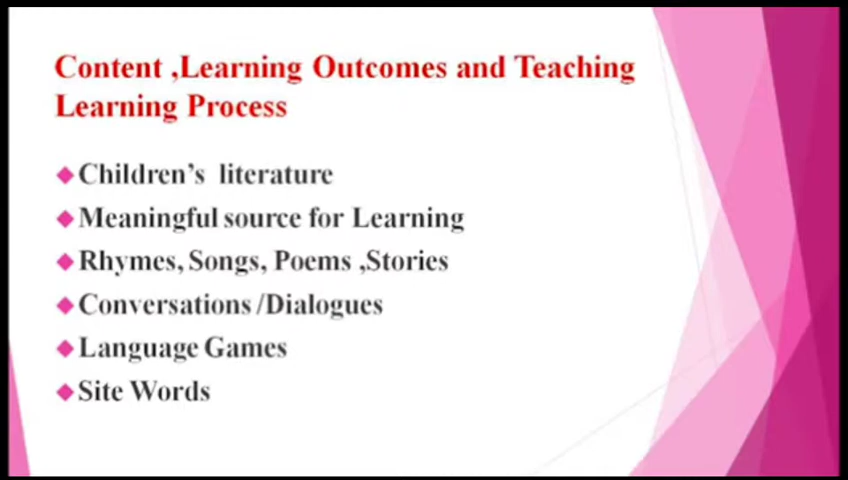 Content ,Learning Outcomes and Teaching
Learning Process
Children’s literature
Meaningful source for Learning
Rhymes, Songs, Poems ,Stories
Conversations /Dialogues
Language Games
Site Words